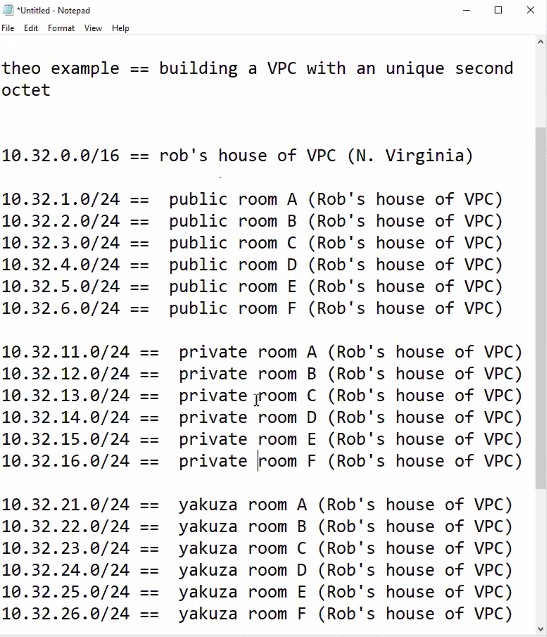 *Untitled - Notepad
File Edit Format View Help
theo example == building a VPC with an unique second
octet
10.32.0.0/16 == rob's house of VPC (N. Virginia)
10.32.1.0/24 == public room A (Rob's house of VPC)
10.32.2.0/24 == public room B (Rob's house of VPC)
10.32.3.0/24 == public room C (Rob's house of VPC)
10.32.4.0/24 == public room D (Rob's house of VPC)
10.32.5.0/24 == public room E (Rob's house of VPC)
10.32.6.0/24 == public room F (Rob's house of VPC)
10.32.11.0/24 == private room A (Rob's house of VPC)
10.32.12.0/24 == private room B (Rob's house of VPC)
10.32.13.0/24 == private room C (Rob's house of VPC)
10.32.14.0/24 == private room D (Rob's house of VPC)
10.32.15.0/24 == private room E (Rob's house of VPC)
10.32.16.0/24 == private room F (Rob's house of VPC)
10.32.21.0/24 == yakuza room A (Rob's house of VPC)
10.32.22.0/24 == yakuza room B (Rob's house of VPC)
10.32.23.0/24 == yakuza room C (Rob's house of VPC)
10.32.24.0/24 == yakuza room D (Rob's house of VPC)
10.32.25.0/24 == yakuza room E (Rob's house of VPC)
10.32.26.0/24 == yakuza room F (Rob's house of VPC)